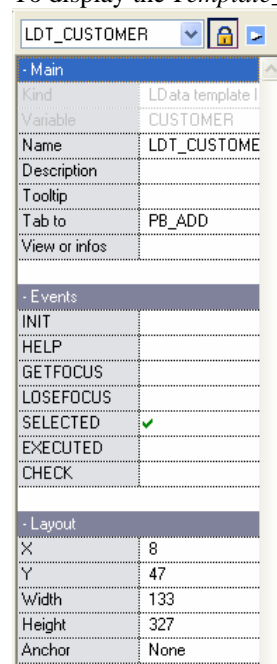 To display the Template_
LDT_CUSTOMER
- Main
Kind LData template l
Variable CUSTOMER
Name LDT_CUSTOME
Description
Tooltip
Tab to PB_ADD
View or infos
- Events
INIT
HELP
GETFOCUS
LOSEFOCUS
SELECTED ✓
EXECUTED
CHECK
- Layout
X 8
Y 47
Width 133
Height 327
Anchor None